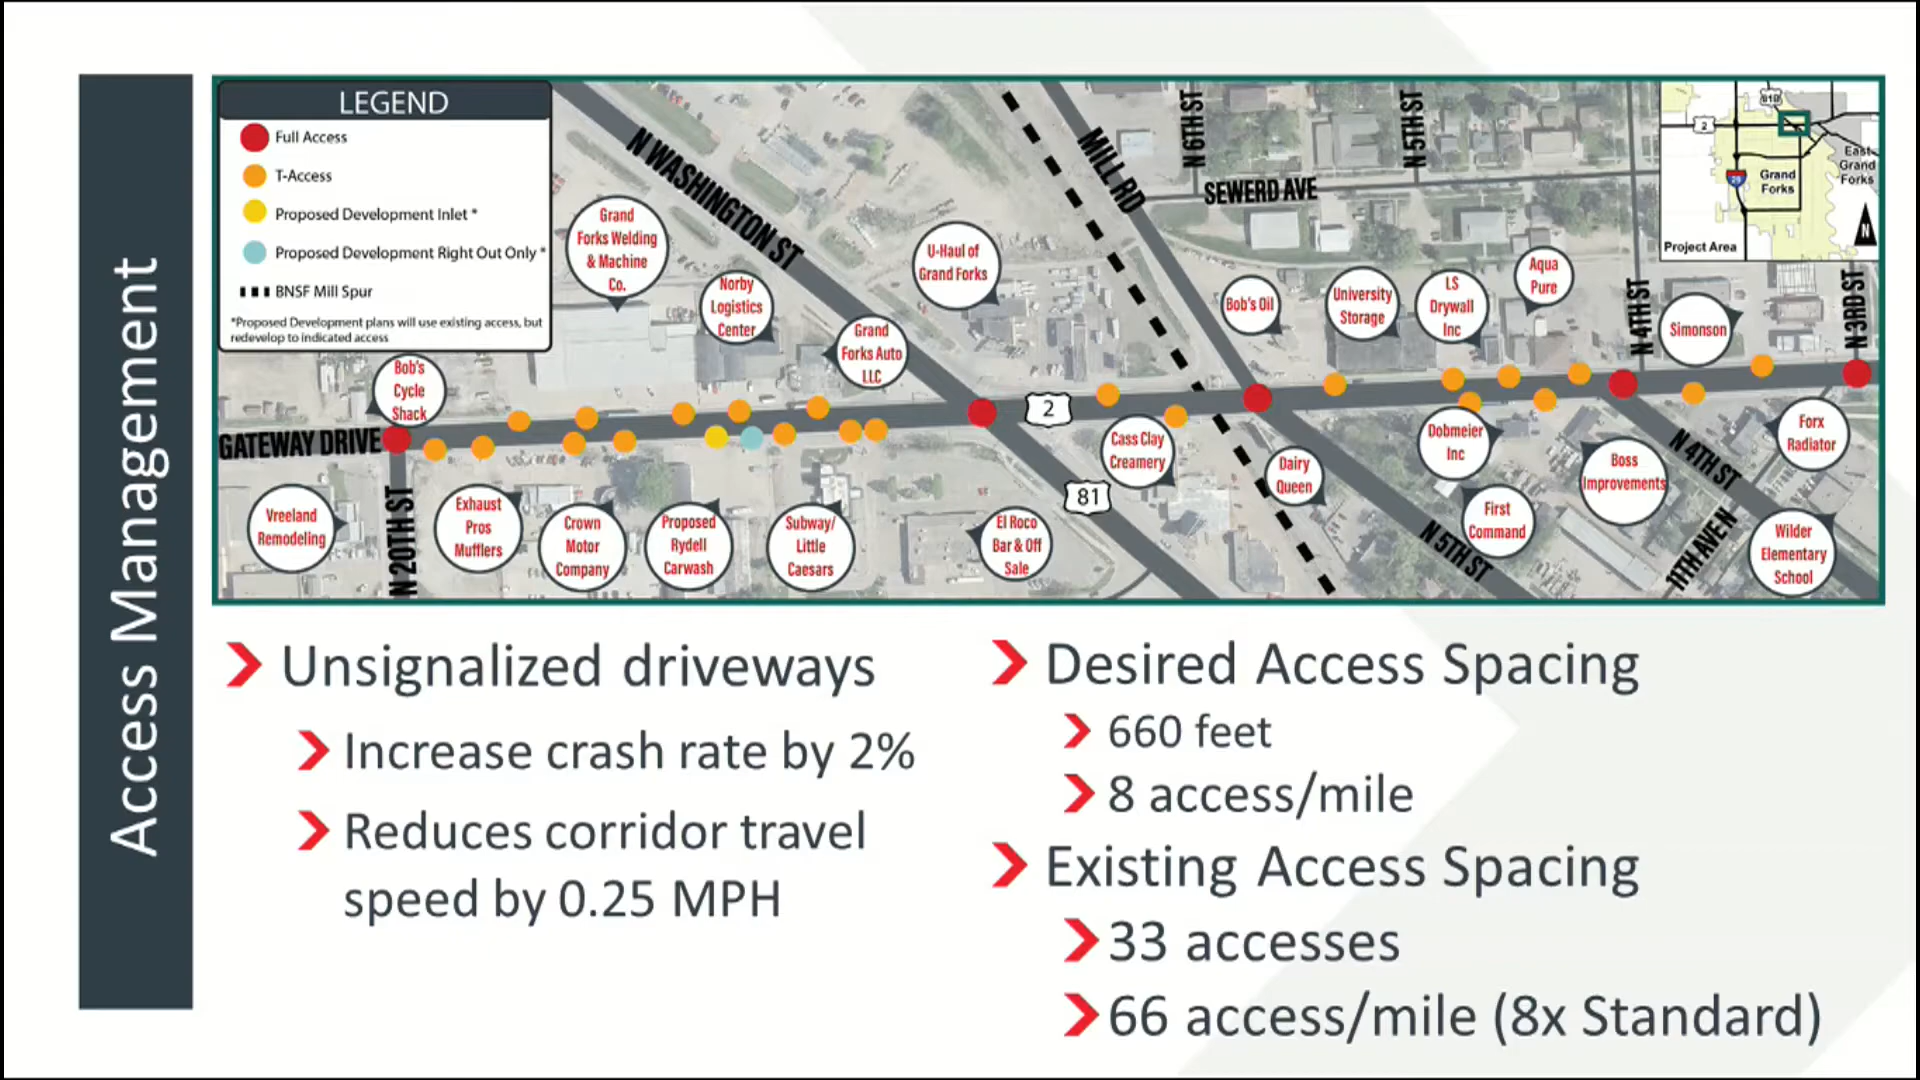 Access Management
LEGEND
Full Access
T-Access
Proposed Development Inlet *
Proposed Development Right Out Only *
BNSF Mill Spur
*Proposed Development plans will use existing access, but
redevelop to indicated access
N WASHINGTON ST
MILL RD
N 6TH ST
N 5TH ST
SEWERD AVE
N 4TH ST
N 3RD ST
81B
2
East
Grand
Forks
Grand
Forks
29
N
Project Area
Grand
Forks Welding
& Machine
Co.
Norby
Logistics
Center
Grand
Forks Auto
LLC
U-Haul of
Grand Forks
Bob's Oil
University
Storage
LS
Drywall
Inc
Aqua
Pure
Simonson
Bob's
Cycle
Shack
GATEWAY DRIVE
2
81
N 20TH ST
Vreeland
Remodeling
Exhaust
Pros
Mufflers
Crown
Motor
Company
Proposed
Rydell
Carwash
Subway/
Little
Caesars
El Roco
Bar & Off
Sale
Cass Clay
Creamery
Dairy
Queen
Dobmeier
Inc
First
Command
N 5TH ST
Boss
Improvements
N 4TH ST
11TH AVE N
Forx
Radiator
Wilder
Elementary
School
Unsignalized driveways
Increase crash rate by 2%
Reduces corridor travel
speed by 0.25 MPH
Desired Access Spacing
660 feet
8 access/mile
Existing Access Spacing
33 accesses
66 access/mile (8x Standard)